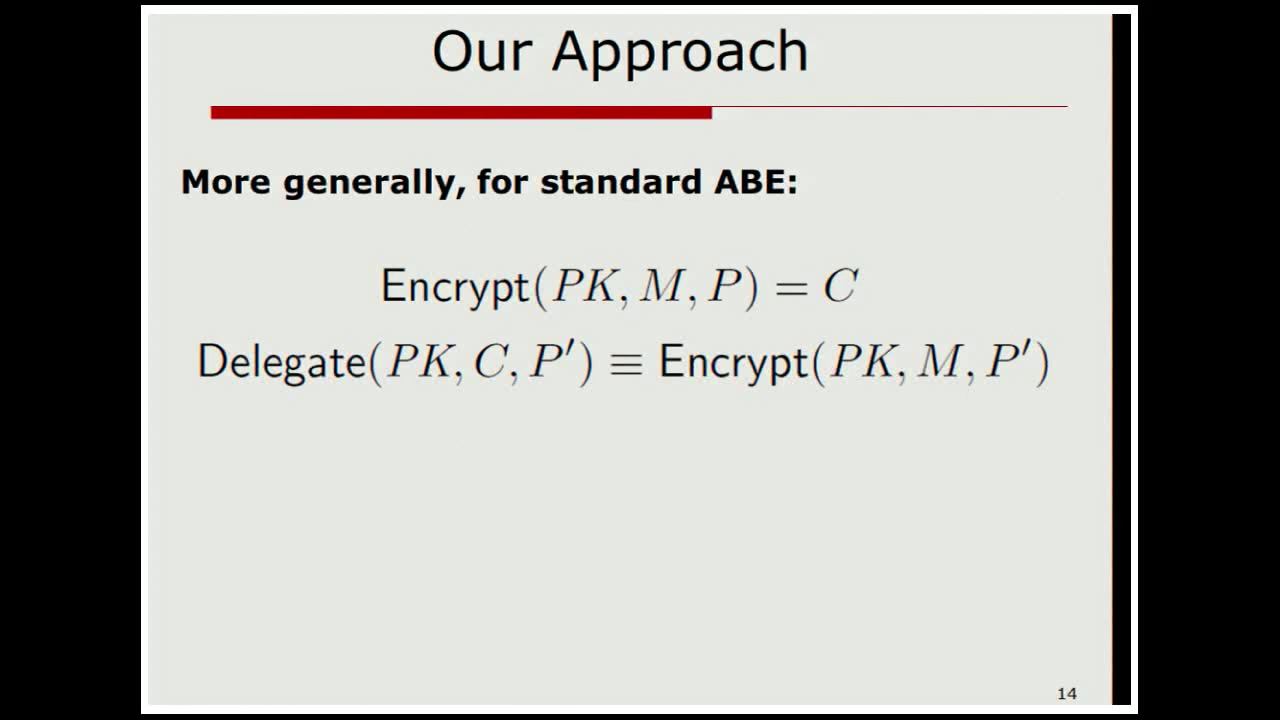 Our Approach
More generally, for standard ABE:
Encrypt(PK, M, P) = C
Delegate(PK, C, P′) ≡ Encrypt(PK, M, P′)
14